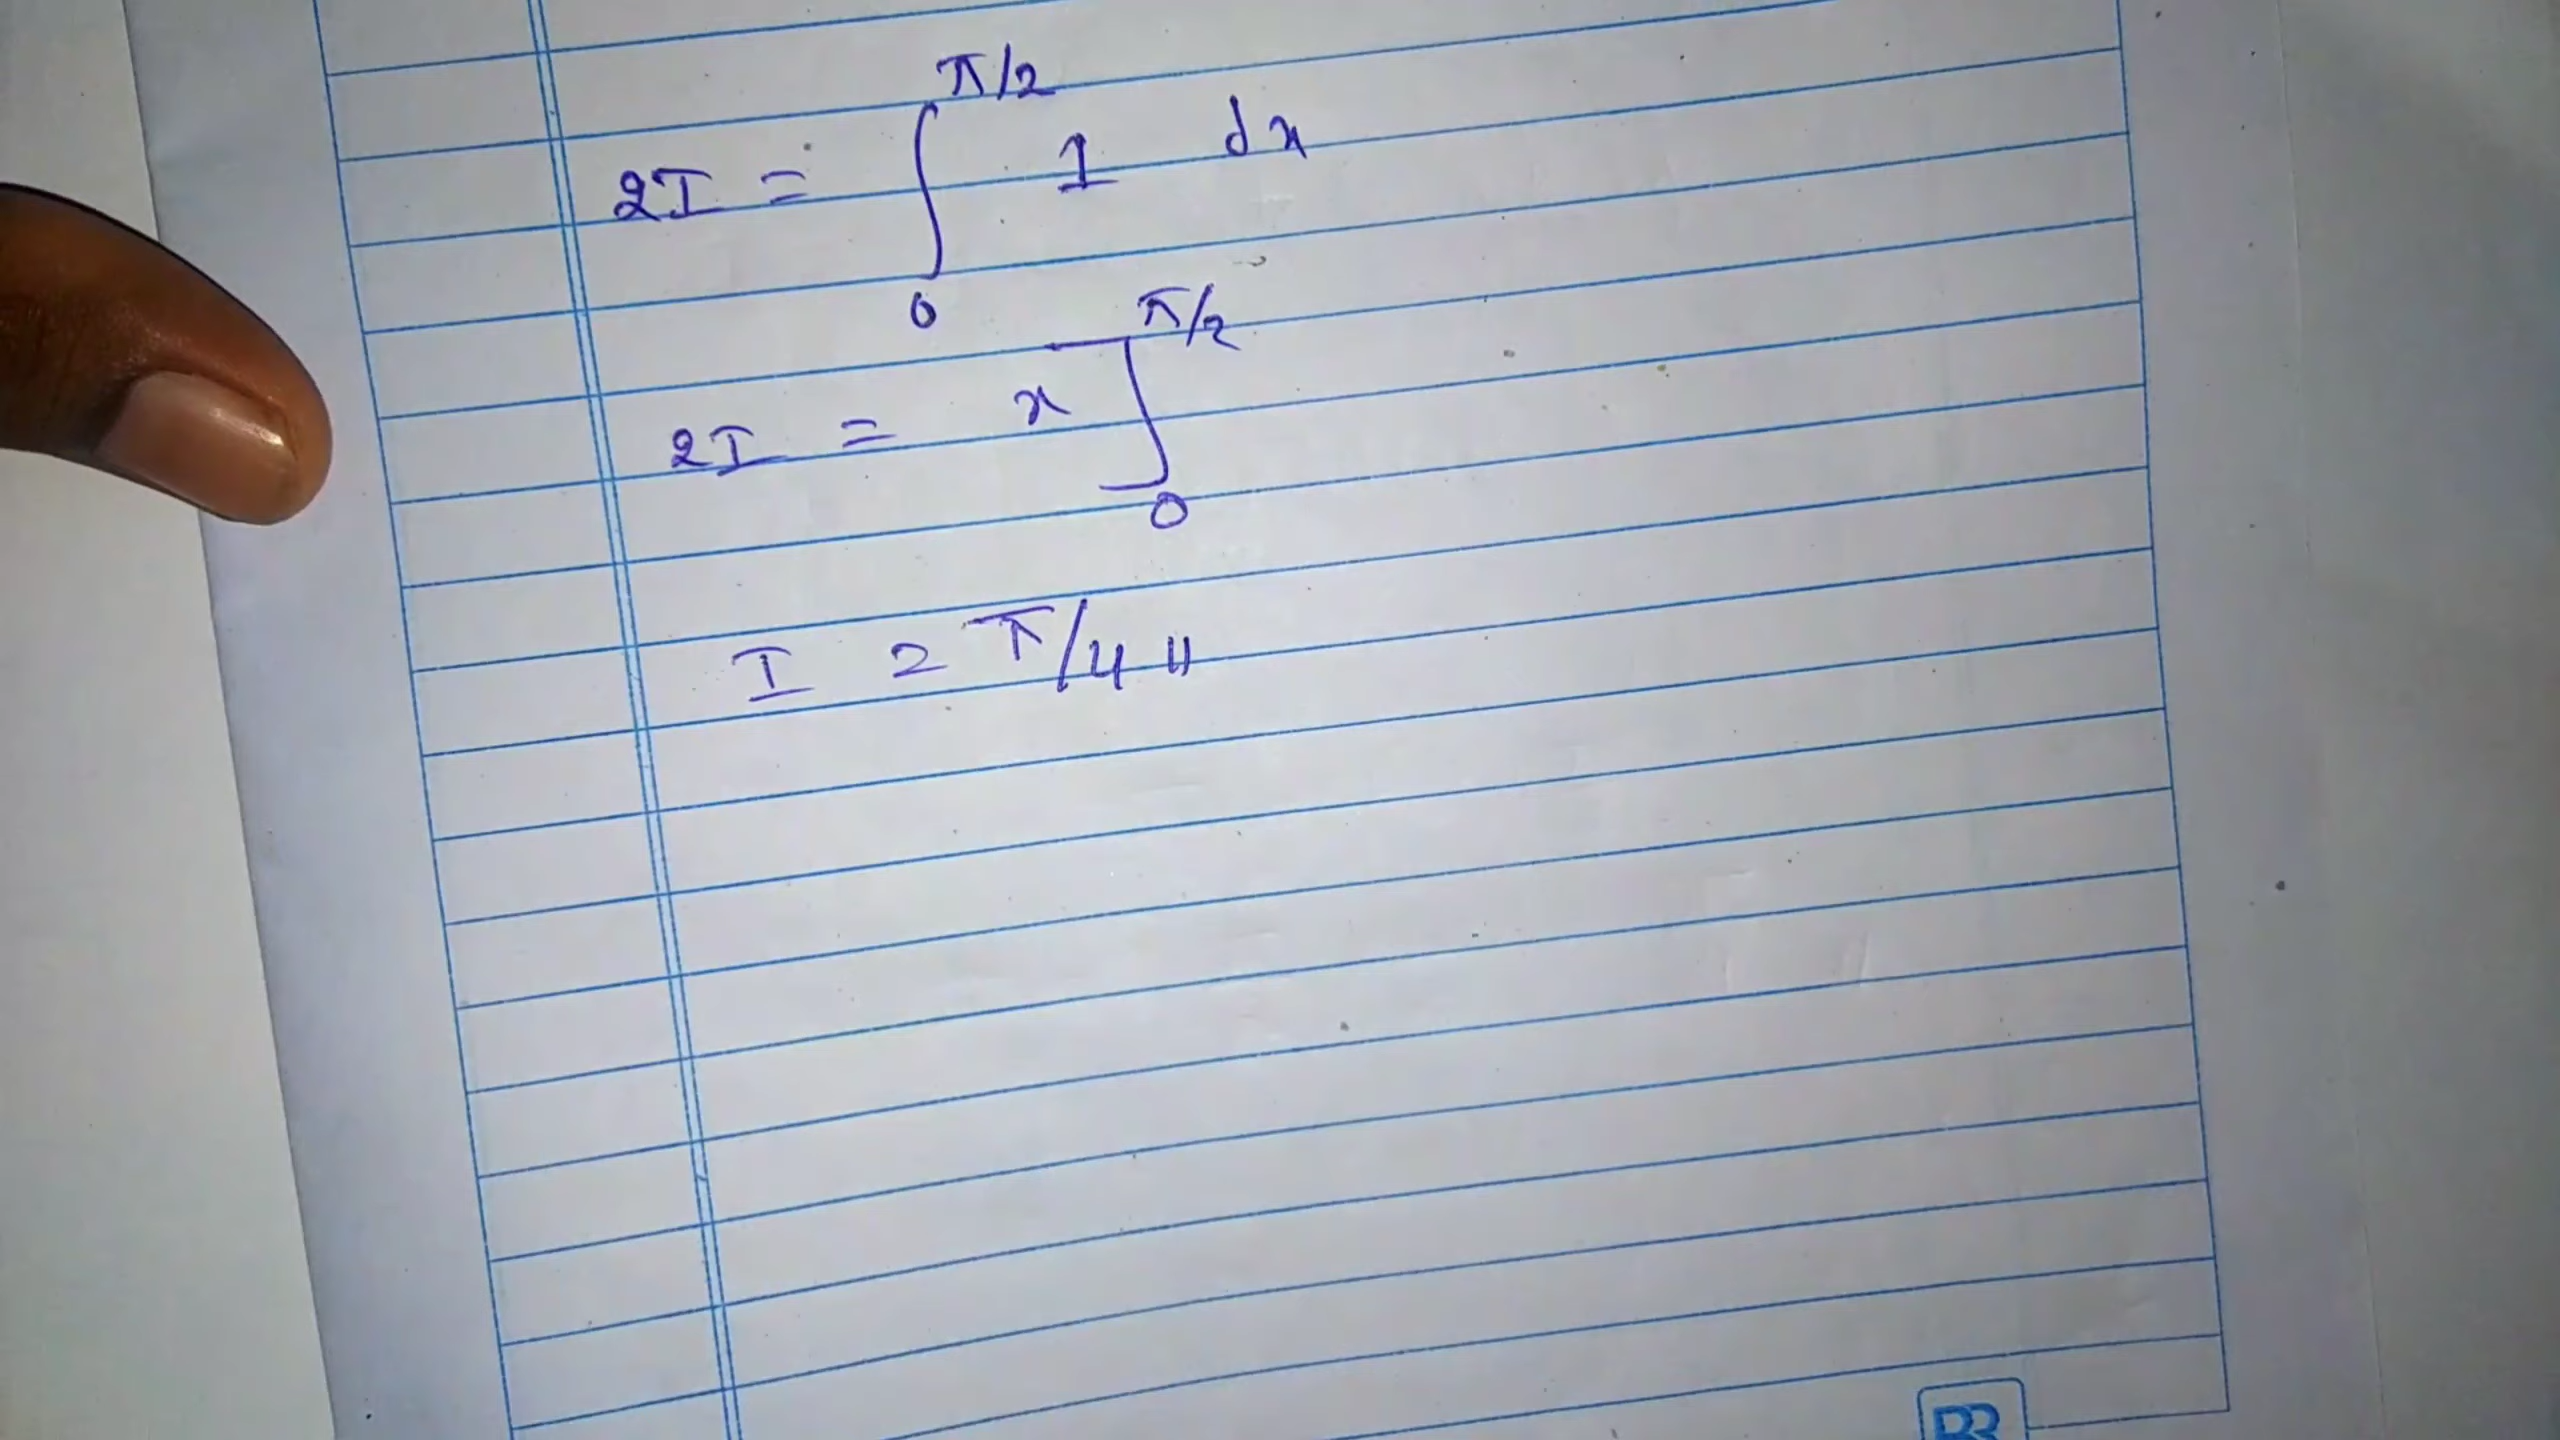 2I = ∫₀^π/2 1 dx
2I = x]₀^π/2
I = π/4 ॥